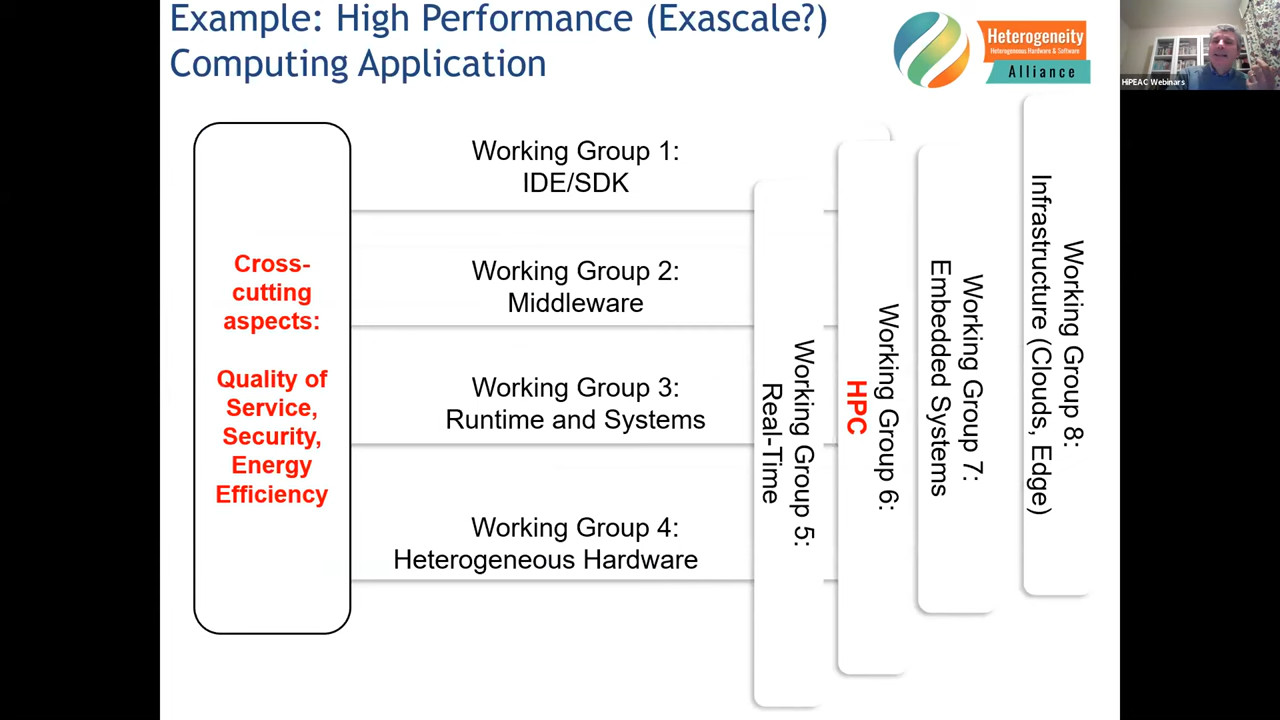 Example: High Performance (Exascale?)
Computing Application
Heterogeneity
Heterogeneous Hardware & Software
Alliance
HiPEAC Webinars
Cross-
cutting
aspects:
Quality of
Service,
Security,
Energy
Efficiency
Working Group 1:
IDE/SDK
Working Group 2:
Middleware
Working Group 3:
Runtime and Systems
Working Group 4:
Heterogeneous Hardware
Working Group 5:
Real-Time
Working Group 6:
HPC
Working Group 7:
Embedded Systems
Working Group 8:
Infrastructure (Clouds, Edge)